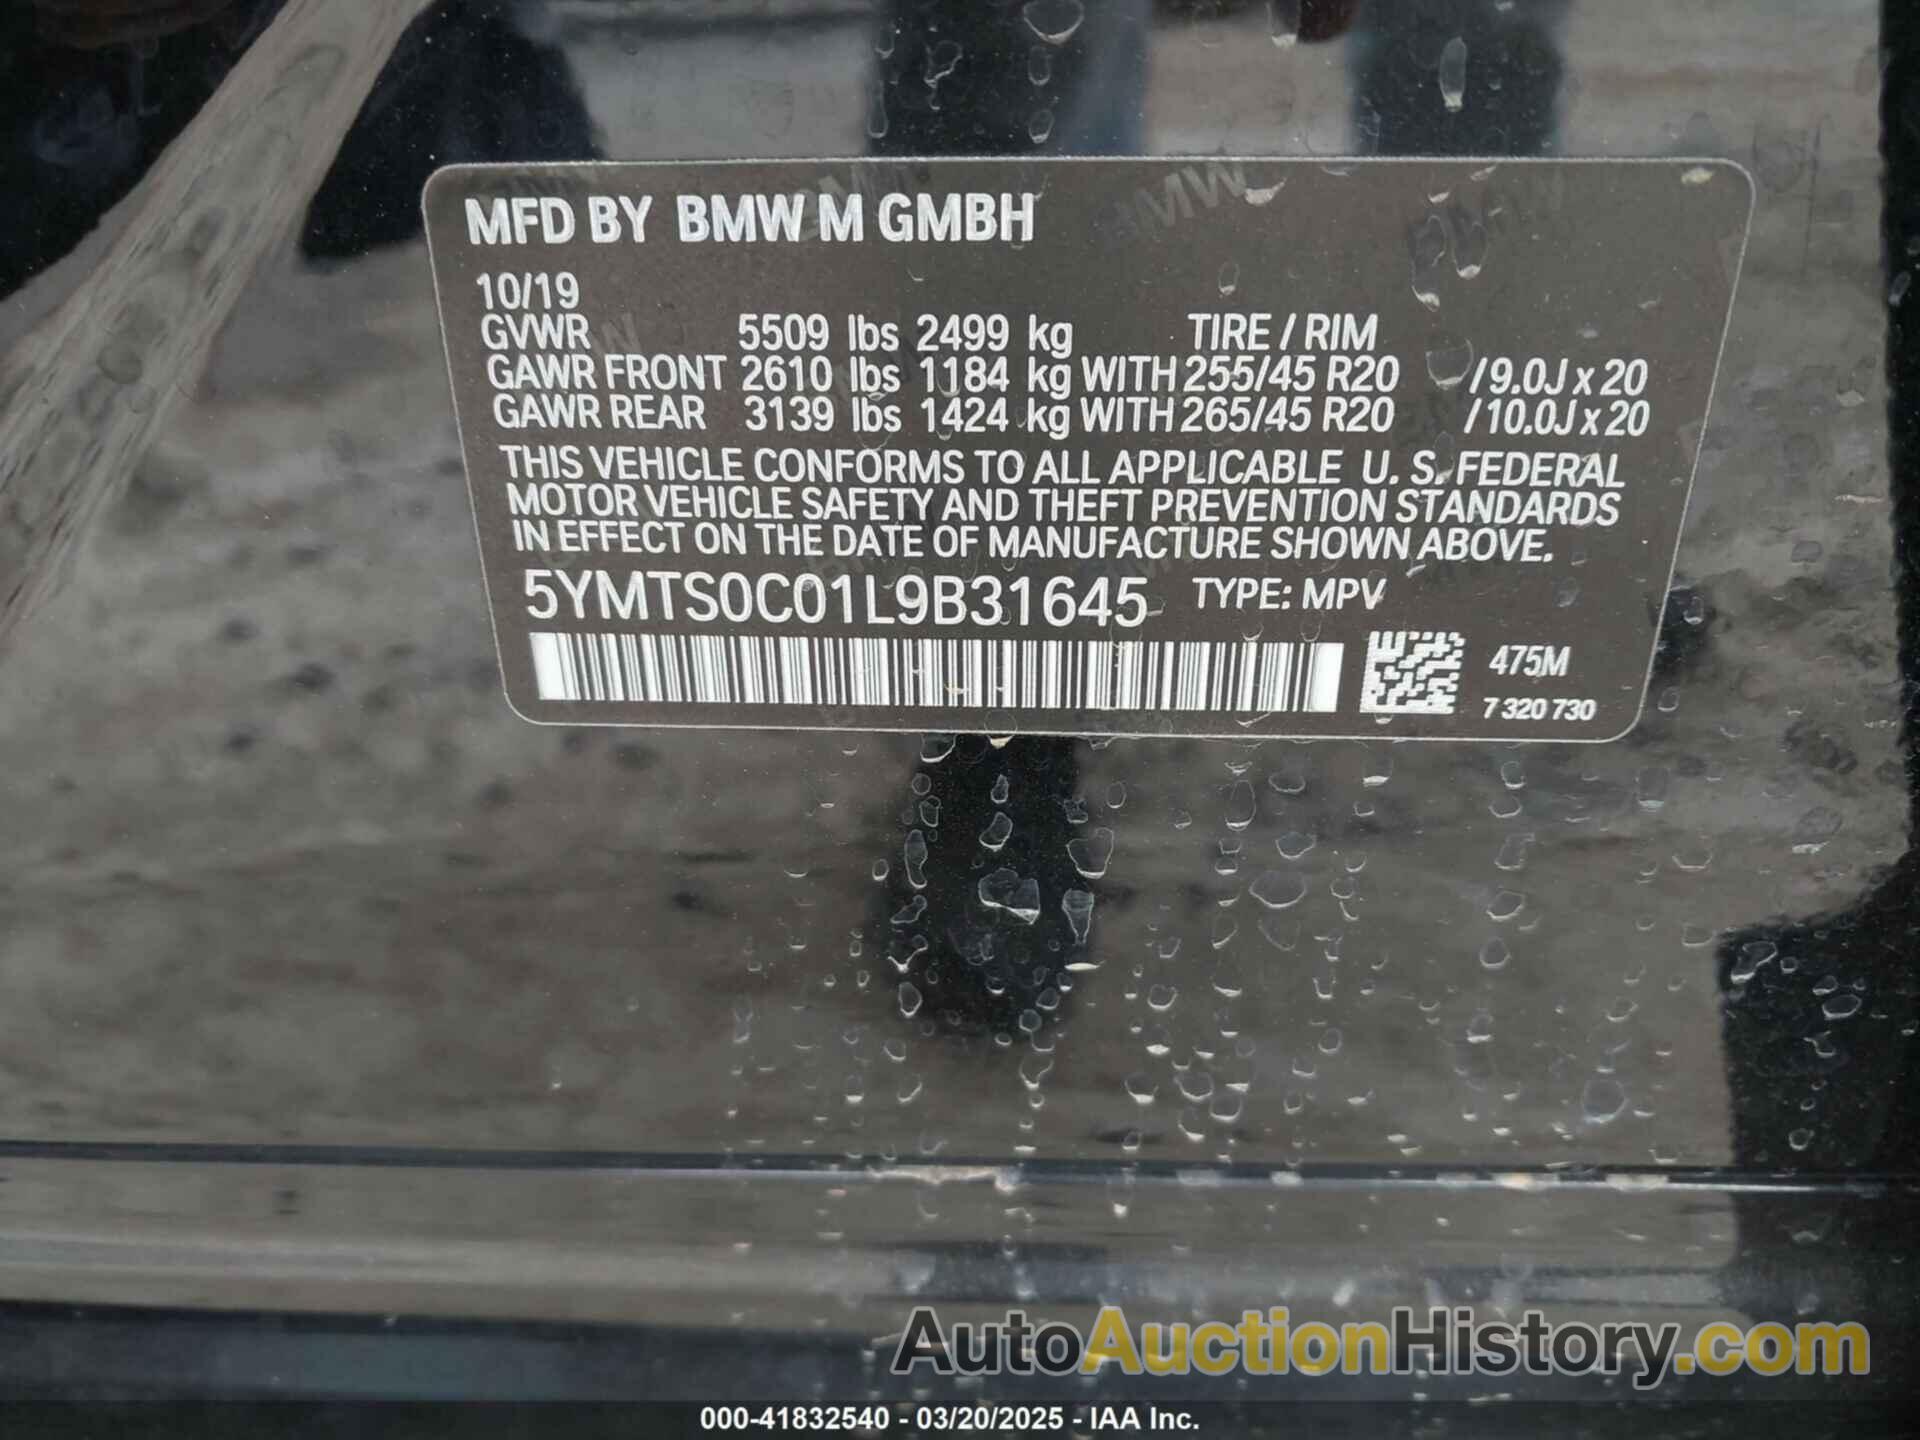 MFD BY BMW M GMBH
10/19
GVWR 5509 lbs 2499 kg TIRE / RIM
GAWR FRONT 2610 lbs 1184 kg WITH 255/45 R20 /9.0J x 20
GAWR REAR 3139 lbs 1424 kg WITH 265/45 R20 /10.0J x 20
THIS VEHICLE CONFORMS TO ALL APPLICABLE U. S. FEDERAL
MOTOR VEHICLE SAFETY AND THEFT PREVENTION STANDARDS
IN EFFECT ON THE DATE OF MANUFACTURE SHOWN ABOVE.
5YMTS0C01L9B31645 TYPE: MPV
475M
7 320 730
AutoAuctionHistory.com
000-41832540 - 03/20/2025 - IAA Inc.